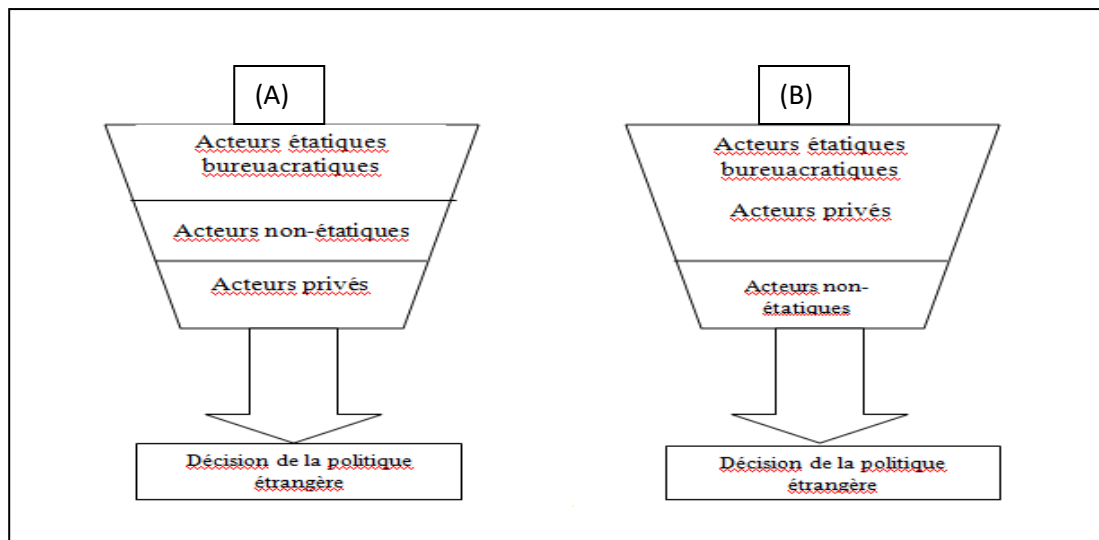 (A)
Acteurs étatiques
bureuacratiques
Acteurs non-étatiques
Acteurs privés
Décision de la politique
étrangère
(B)
Acteurs étatiques
bureuacratiques
Acteurs privés
Acteurs non-
étatiques
Décision de la politique
étrangère